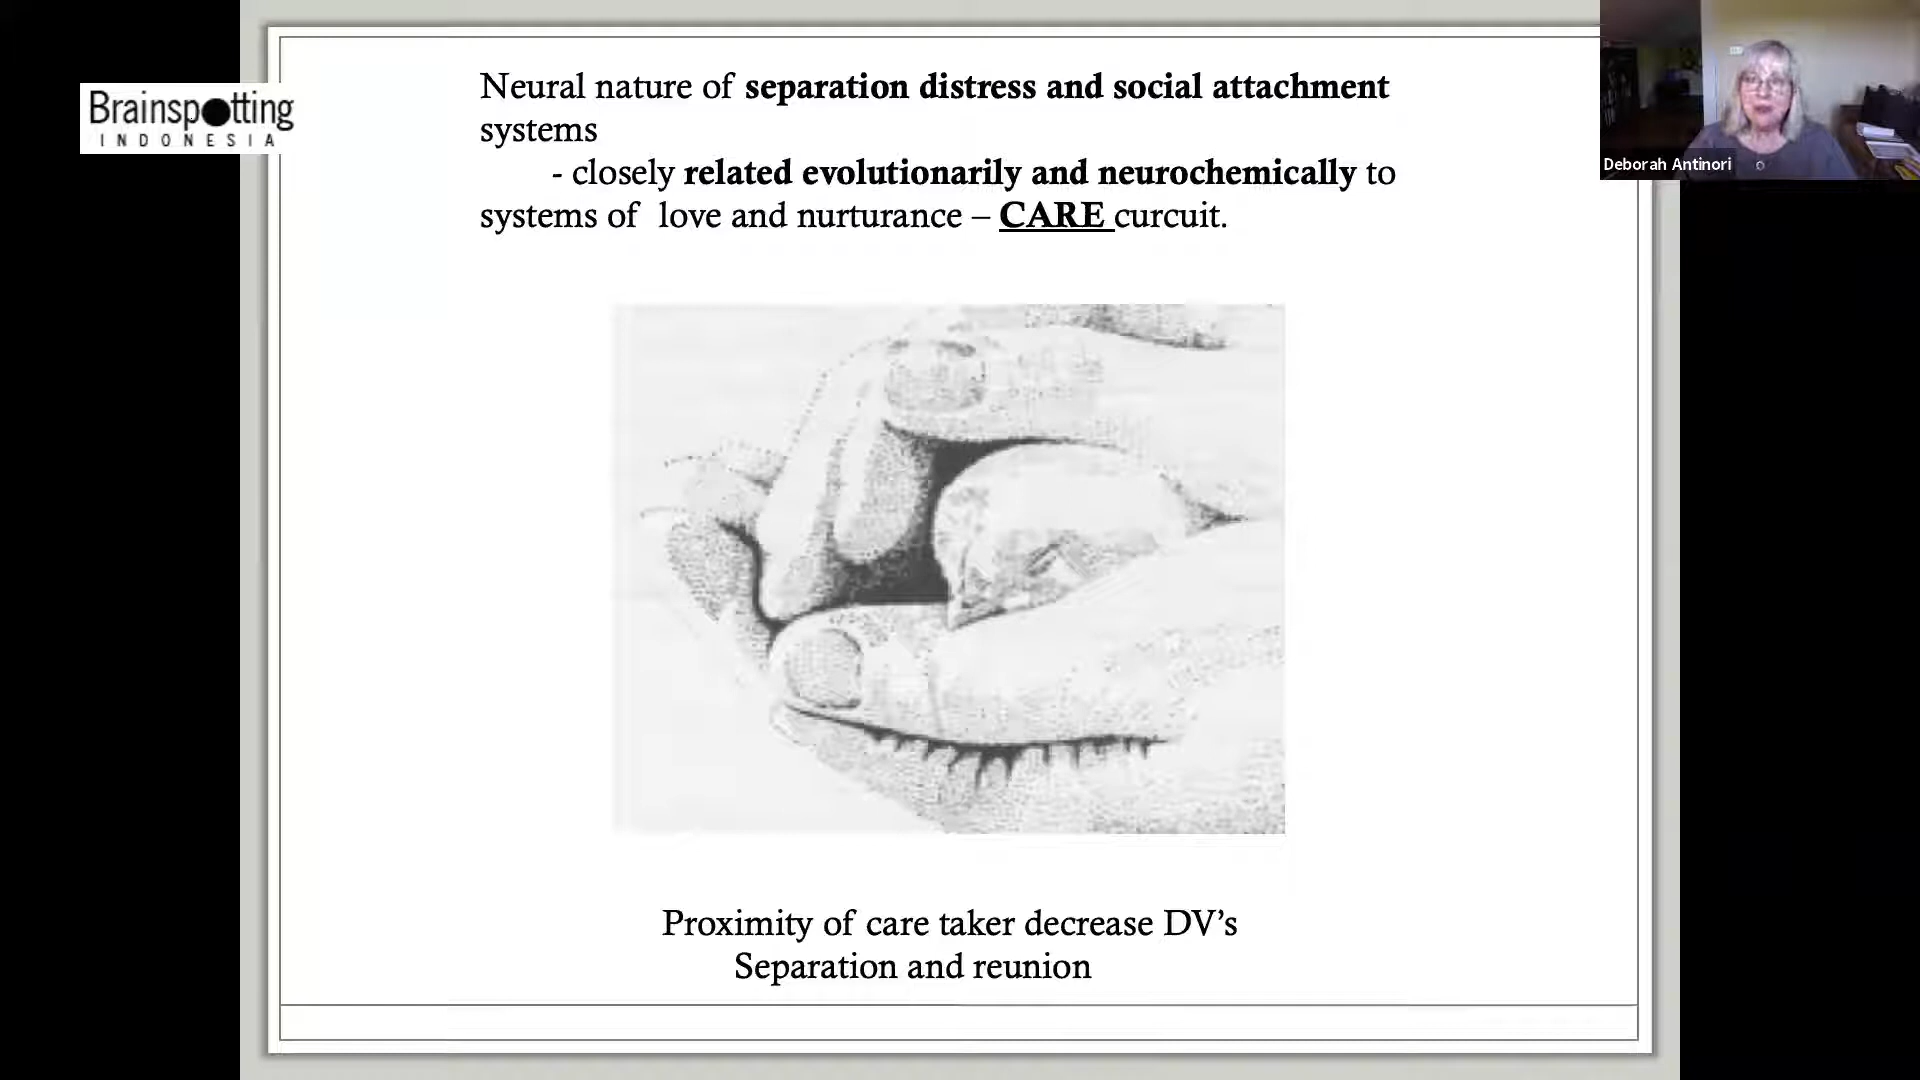 Neural nature of separation distress and social attachment
systems
- closely related evolutionarily and neurochemically to
systems of love and nurturance – CARE curcuit.
Brainspotting
INDONESIA
Deborah Antinori
Proximity of care taker decrease DV's
Separation and reunion